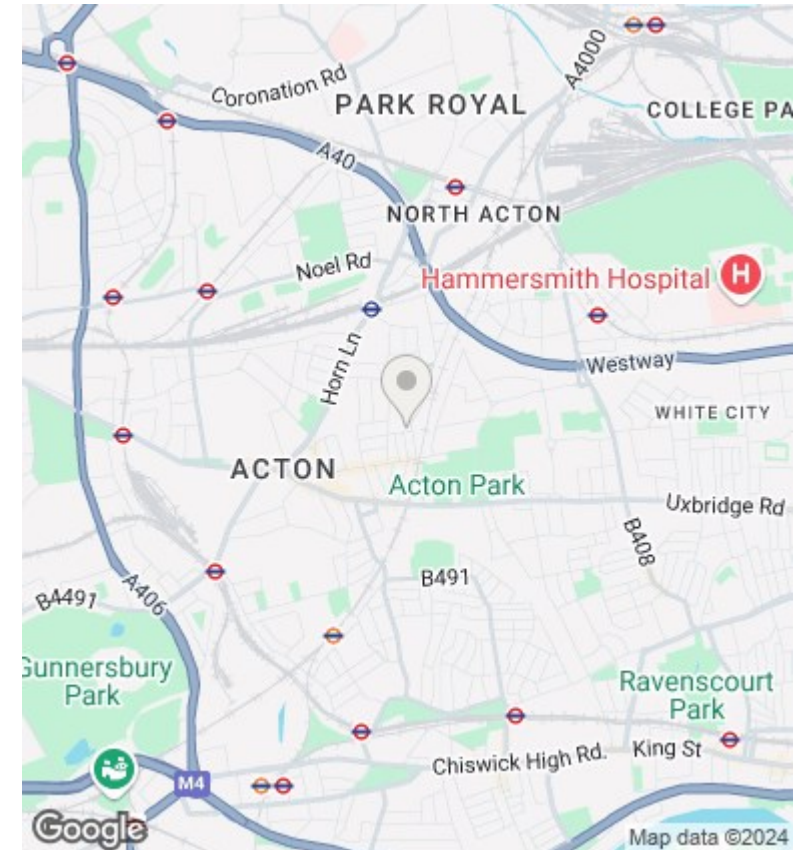 A4000
Coronation Rd
PARK ROYAL
COLLEGE PA
A40
NORTH ACTON
Noel Rd
Hammersmith Hospital
H
Horn Ln
Westway
WHITE CITY
ACTON
Acton Park
Uxbridge Rd
B408
B491
B4491
A406
Gunnersbury
Park
Ravenscourt
Park
Chiswick High Rd.
King St
M4
Google
Map data ©2024